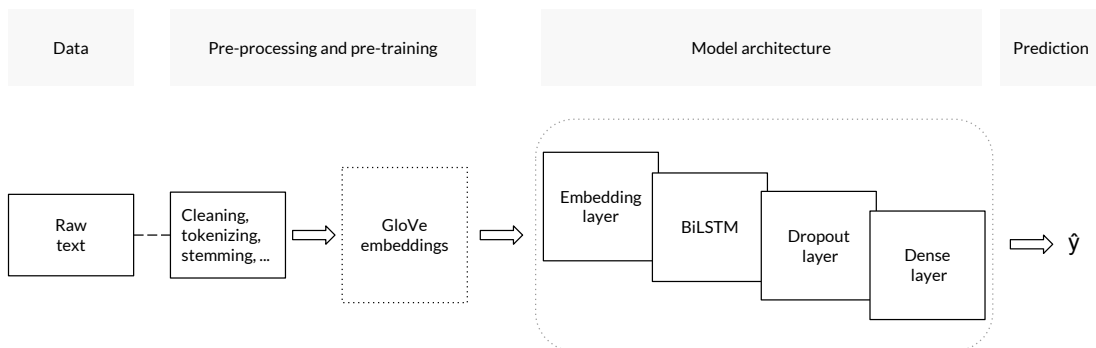 Data
Pre-processing and pre-training
Model architecture
Prediction
Raw
text
Cleaning,
tokenizing,
stemming, ...
GloVe
embeddings
Embedding
layer
BiLSTM
Dropout
layer
Dense
layer
ŷ